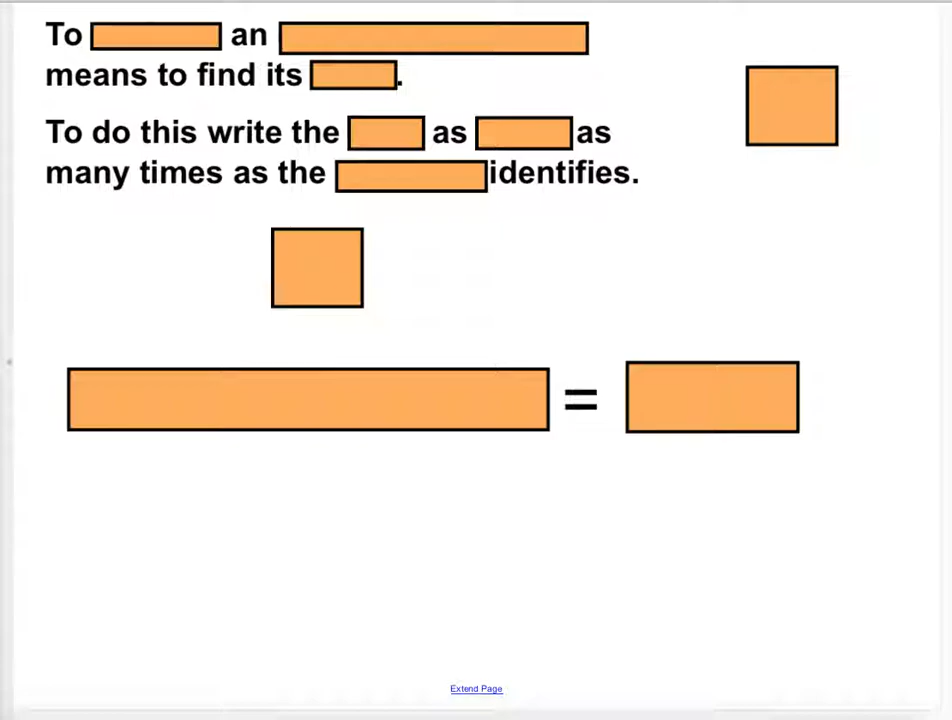 To an
means to find its .
To do this write the as as
many times as the identifies.
=
Extend Page